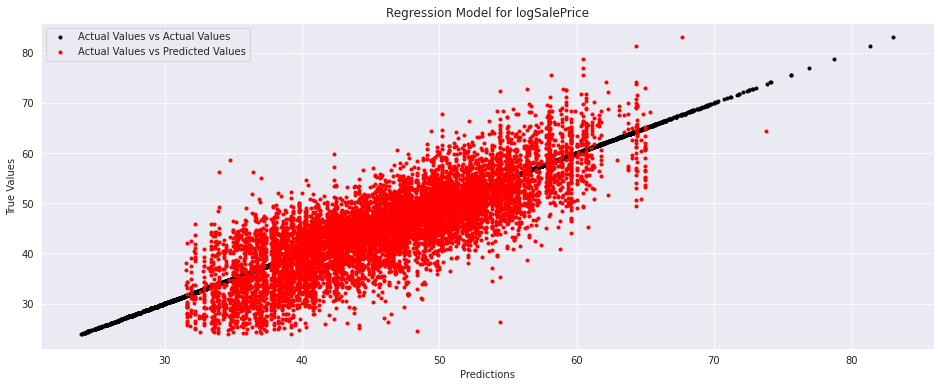 Regression Model for logSalePrice
Actual Values vs Actual Values
Actual Values vs Predicted Values
True Values
80
70
60
50
40
30
30 40 50 60 70 80
Predictions